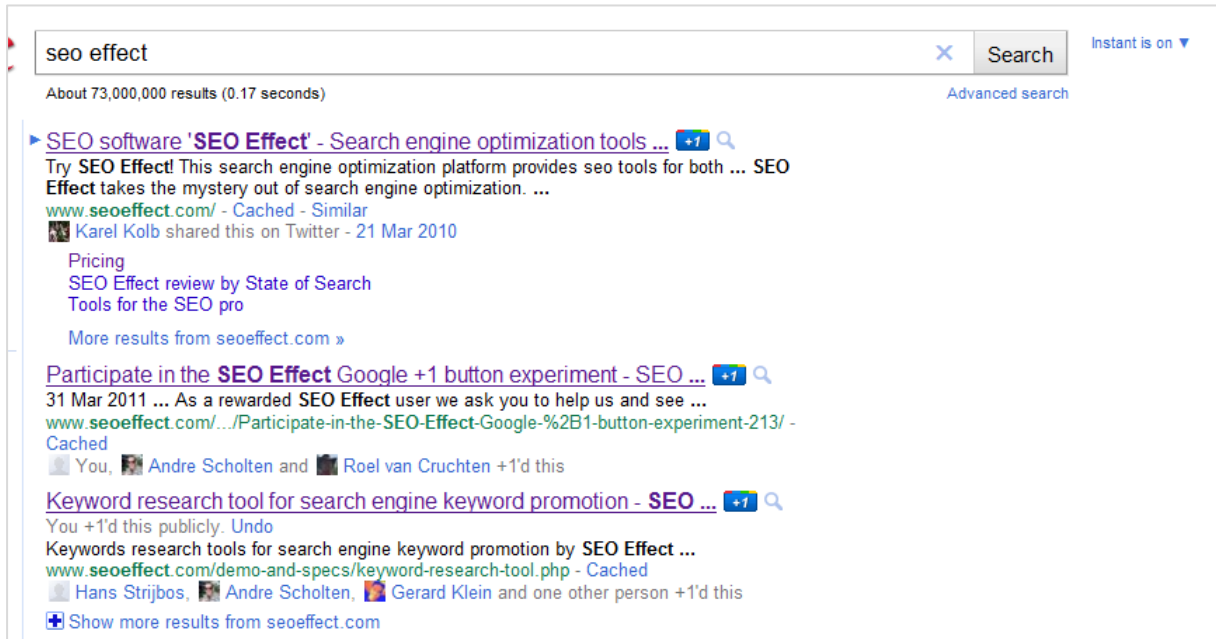 seo effect
Search
Instant is on ▼
About 73,000,000 results (0.17 seconds)
Advanced search
SEO software 'SEO Effect' - Search engine optimization tools ... +1
Try SEO Effect! This search engine optimization platform provides seo tools for both ... SEO
Effect takes the mystery out of search engine optimization. ...
www.seoeffect.com/ - Cached - Similar
Karel Kolb shared this on Twitter - 21 Mar 2010
Pricing
SEO Effect review by State of Search
Tools for the SEO pro
More results from seoeffect.com »
Participate in the SEO Effect Google +1 button experiment - SEO ... +1
31 Mar 2011 ... As a rewarded SEO Effect user we ask you to help us and see ...
www.seoeffect.com/.../Participate-in-the-SEO-Effect-Google-%2B1-button-experiment-213/ -
Cached
You, Andre Scholten and Roel van Cruchten +1'd this
Keyword research tool for search engine keyword promotion - SEO ... +1
You +1'd this publicly. Undo
Keywords research tools for search engine keyword promotion by SEO Effect ...
www.seoeffect.com/demo-and-specs/keyword-research-tool.php - Cached
Hans Strijbos, Andre Scholten, Gerard Klein and one other person +1'd this
Show more results from seoeffect.com